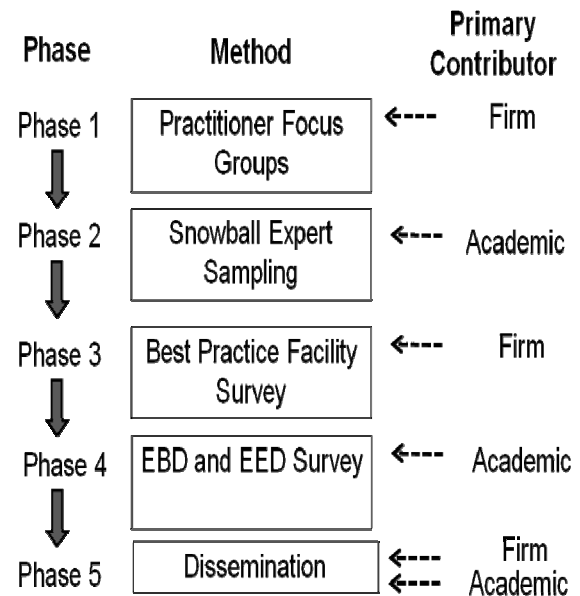 Phase Method Primary
Contributor
Phase 1 Practitioner Focus Firm
Groups
Phase 2 Snowball Expert Academic
Sampling
Phase 3 Best Practice Facility Firm
Survey
Phase 4 EBD and EED Survey Academic
Phase 5 Dissemination Firm
Academic